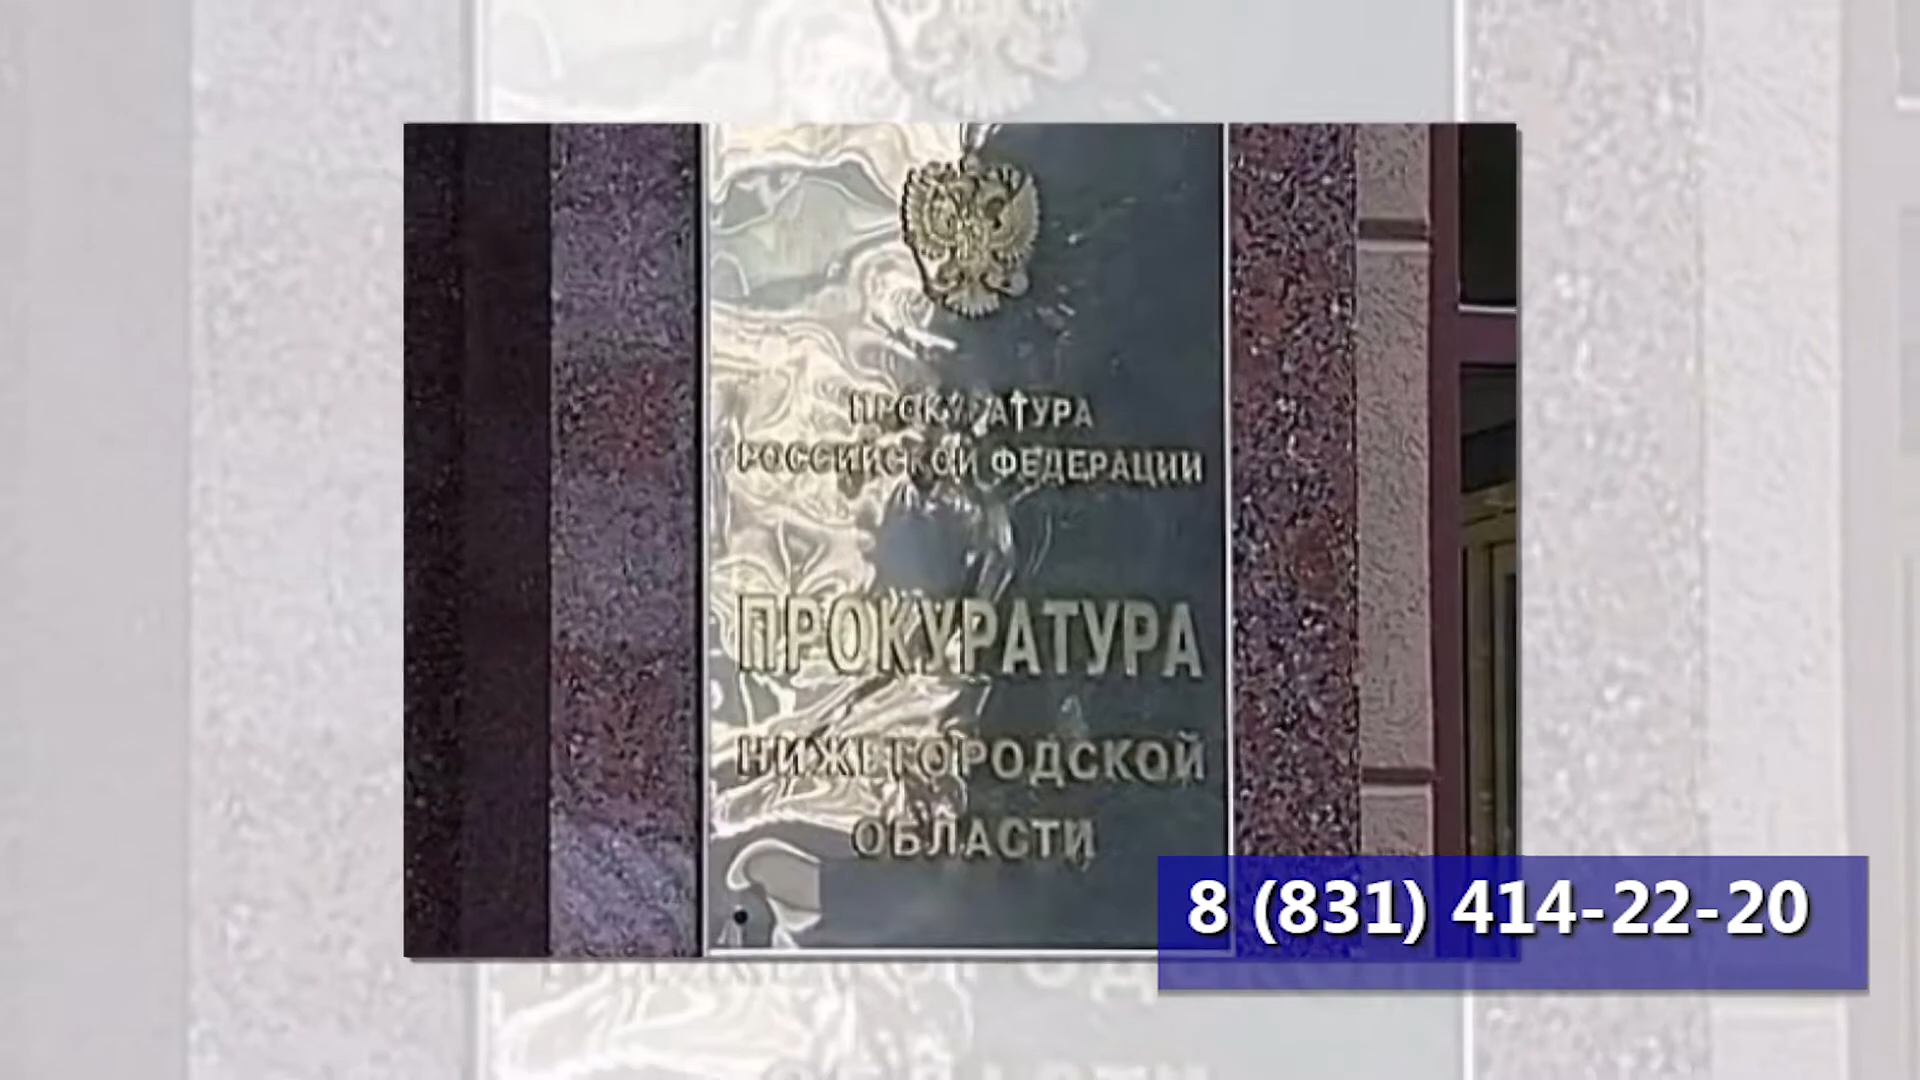 ПРОКУРАТУРА
РОССИЙСКОЙ ФЕДЕРАЦИИ
ПРОКУРАТУРА
НИЖЕГОРОДСКОЙ
ОБЛАСТИ
8 (831) 414-22-20